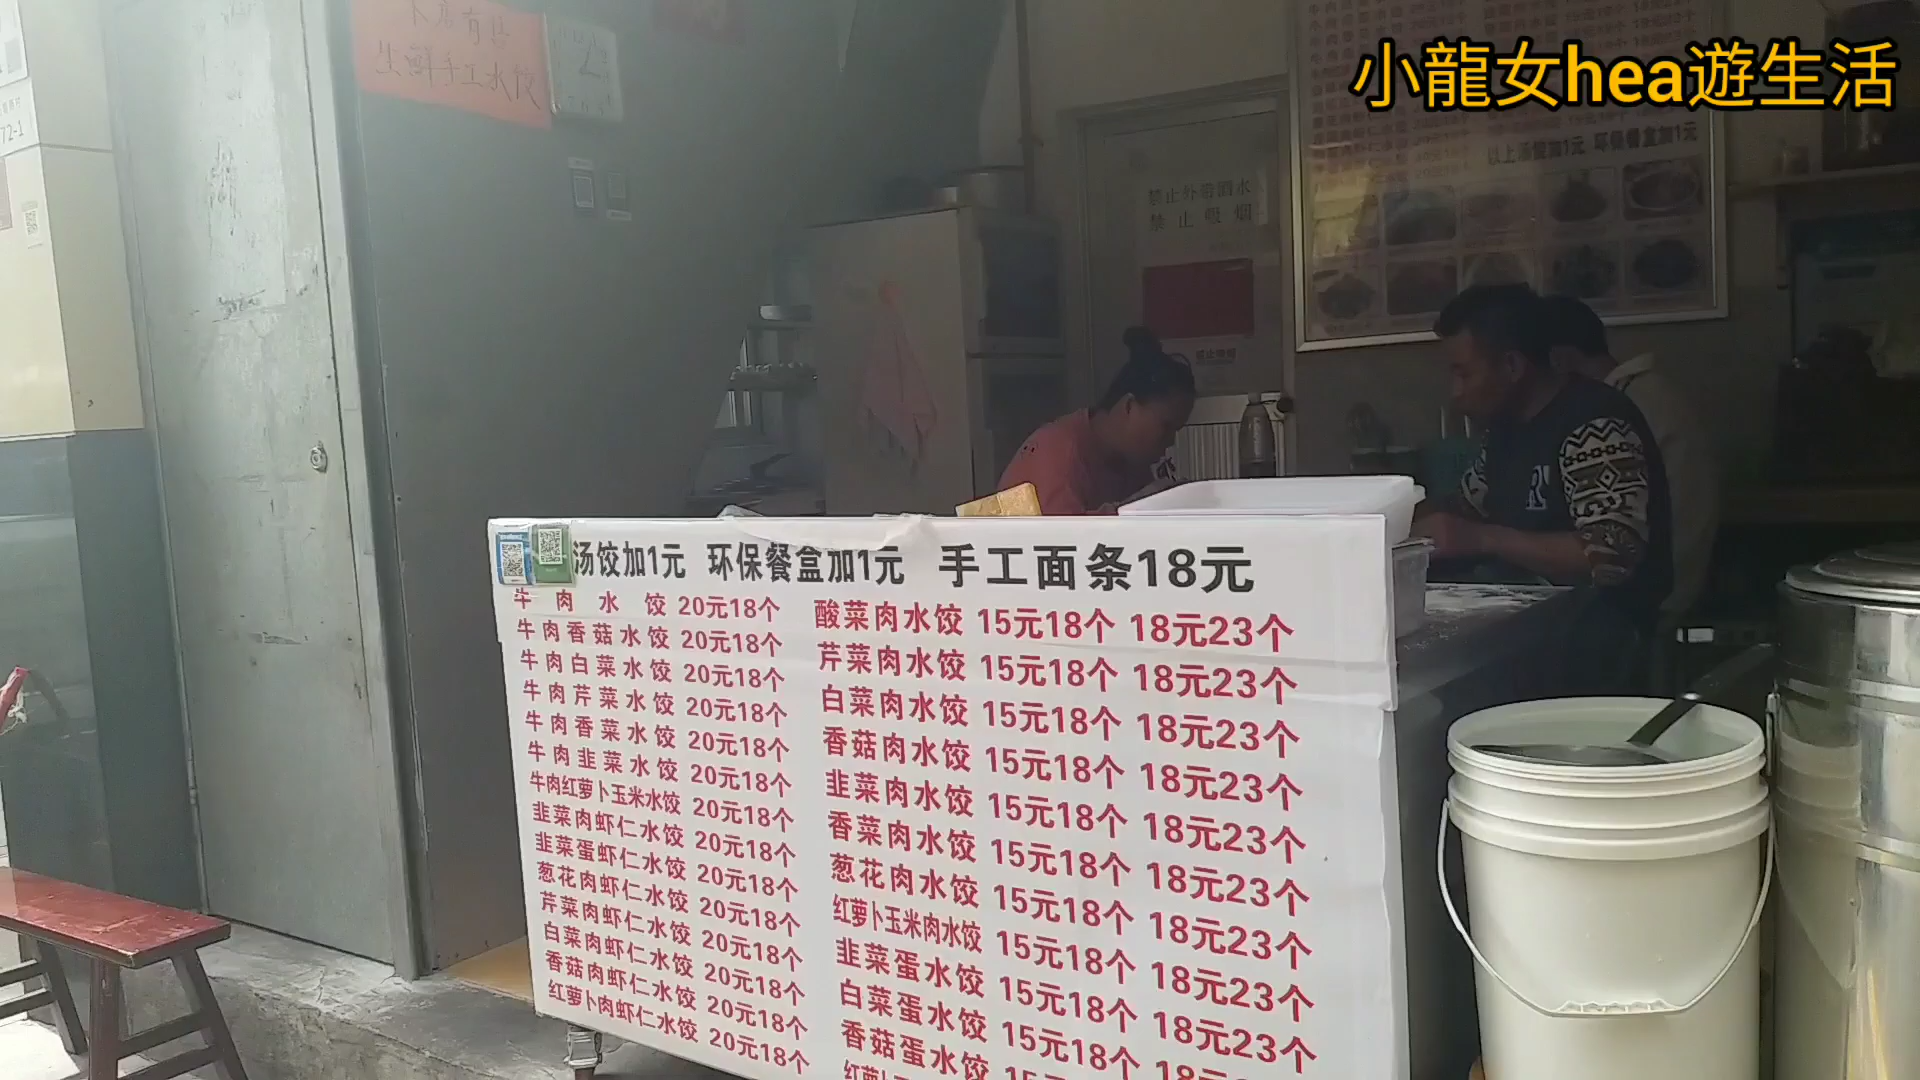 小龍女hea遊生活
生鲜手工水饺
72-1
以上汤饺加1元 环保餐盒加1元
禁止外带酒水
禁止吸烟
汤饺加1元 环保餐盒加1元 手工面条18元
牛肉水饺 20元18个
牛肉香菇水饺 20元18个
牛肉白菜水饺 20元18个
牛肉芹菜水饺 20元18个
牛肉香菜水饺 20元18个
牛肉韭菜水饺 20元18个
牛肉红萝卜玉米水饺 20元18个
韭菜肉虾仁水饺 20元18个
韭菜蛋虾仁水饺 20元18个
葱花肉虾仁水饺 20元18个
芹菜肉虾仁水饺 20元18个
白菜肉虾仁水饺 20元18个
香菇肉虾仁水饺 20元18个
红萝卜肉虾仁水饺 20元18个
酸菜肉水饺 15元18个 18元23个
芹菜肉水饺 15元18个 18元23个
白菜肉水饺 15元18个 18元23个
香菇肉水饺 15元18个 18元23个
韭菜肉水饺 15元18个 18元23个
香菜肉水饺 15元18个 18元23个
葱花肉水饺 15元18个 18元23个
红萝卜玉米肉水饺 15元18个 18元23个
韭菜蛋水饺 15元18个 18元23个
白菜蛋水饺 15元18个 18元23个
香菇蛋水饺